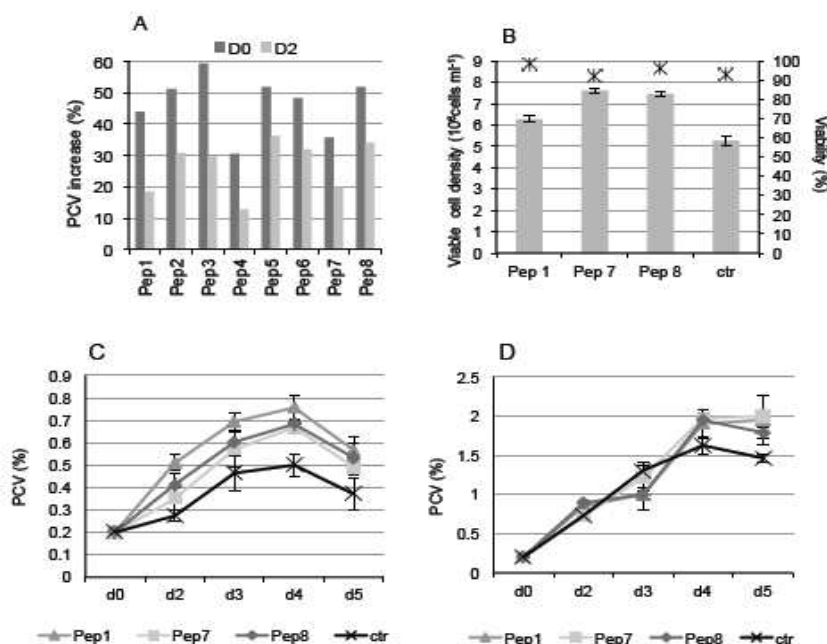 A
D0 D2
PCV increase (%)
60
50
40
30
20
10
0
Pep1 Pep2 Pep3 Pep4 Pep5 Pep6 Pep7 Pep8
B
Viable cell density (10⁶cells ml⁻¹)
9
8
7
6
5
4
3
2
1
0
100
90
80
70
60
50
40
30
20
10
0
Viability (%)
Pep 1 Pep 7 Pep 8 ctr
C
PCV (%)
0.9
0.8
0.7
0.6
0.5
0.4
0.3
0.2
0.1
0
d0 d2 d3 d4 d5
Pep1 Pep7 Pep8 ctr
D
PCV (%)
2.5
2
1.5
1
0.5
0
d0 d2 d3 d4 d5
Pep1 Pep7 Pep8 ctr